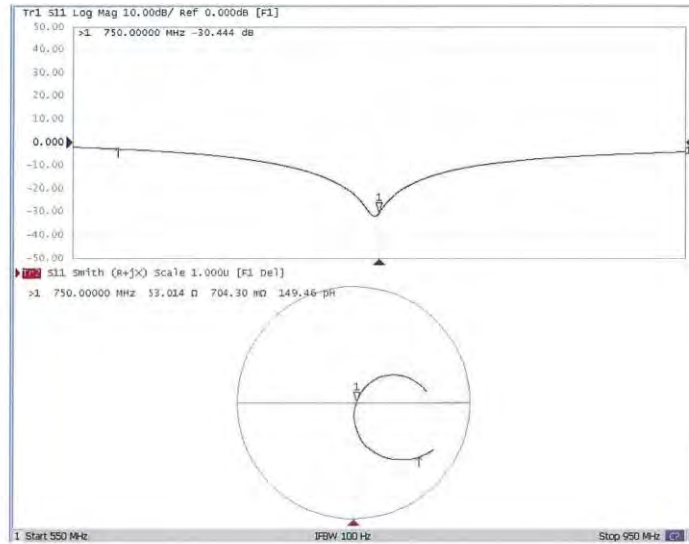 Tr1 S11 Log Mag 10.00dB/ Ref 0.000dB [F1]
50.00
>1 750.00000 MHz -30.444 dB
40.00
30.00
20.00
10.00
0.000
-10.00
-20.00
1
-30.00
-40.00
-50.00
Tr2 S11 Smith (R+jX) Scale 1.000U [F1 Del]
>1 750.00000 MHz 53.014 Ω 704.30 mΩ 149.46 pH
1
1 Start 550 MHz IFBW 100 Hz Stop 950 MHz C?